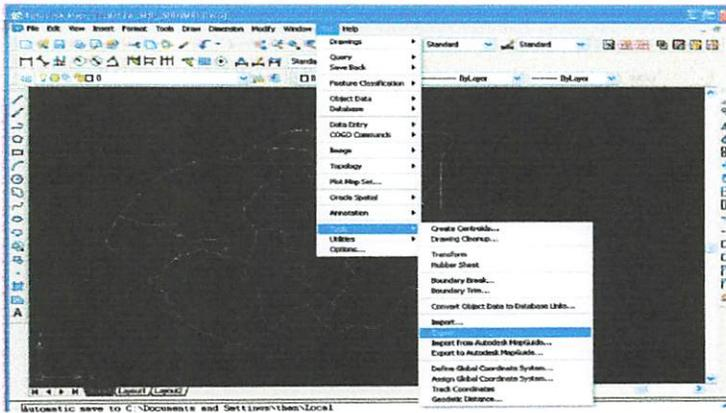 File Edit View Insert Format Tools Draw Dimension Modify Window Help
Standard Standard
Standa
0
ByLayer ByLayer
Drawings
Query
Save Back
Feature Classification
Object Data
Database
Data Entry
COGO Commands
Image
Topology
Plot Map Set...
Oracle Spatial
Annotation
Tools
Utilities
Options...
Create Centroids...
Drawing Cleanup...
Transform
Rubber Sheet
Boundary Break...
Boundary Trim...
Convert Object Data to Database Links...
Import...
Export...
Import from Autodesk MapGuide...
Export to Autodesk MapGuide...
Define Global Coordinate System...
Assign Global Coordinate System...
Track Coordinates
Geodetic Distance...
A
Layout1 Layout2
Automatic save to C:\Documents and Settings\than\Local